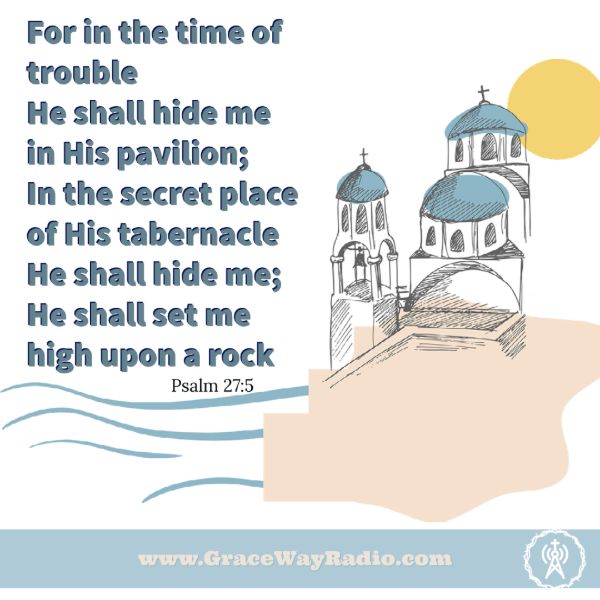 For in the time of
trouble
He shall hide me
in His pavilion;
In the secret place
of His tabernacle
He shall hide me;
He shall set me
high upon a rock
Psalm 27:5
www.GraceWayRadio.com